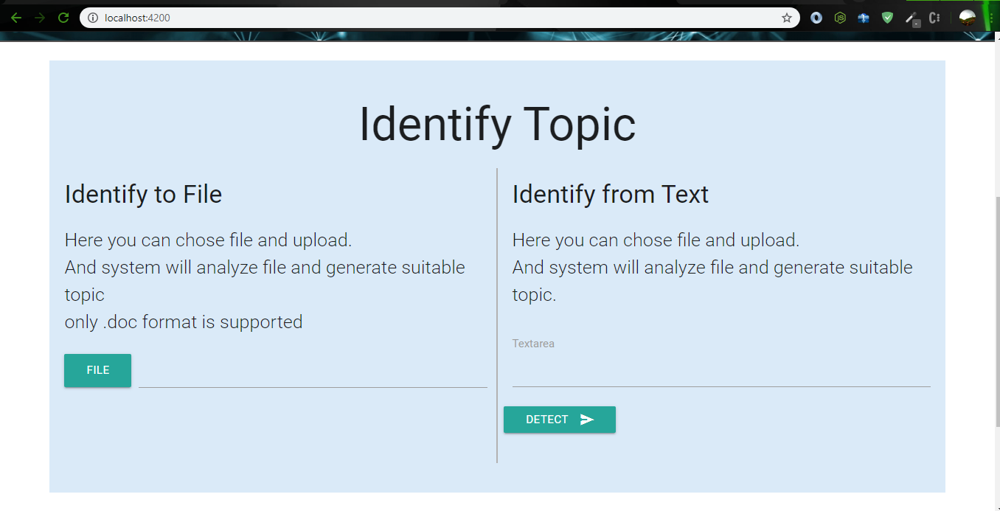 localhost:4200
Identify Topic
Identify to File
Here you can chose file and upload.
And system will analyze file and generate suitable
topic
only .doc format is supported
FILE
Identify from Text
Here you can chose file and upload.
And system will analyze file and generate suitable
topic.
Textarea
DETECT